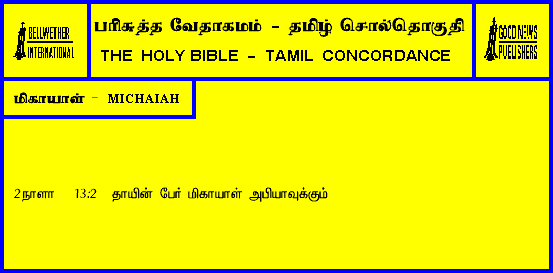 BELLWETHER
INTERNATIONAL
பரிசுத்த வேதாகமம் - தமிழ் சொல்தொகுதி
THE HOLY BIBLE - TAMIL CONCORDANCE
GOOD NEWS
PUBLISHERS
மிகாயாள் - MICHAIAH
2நாளா 13:2 தாயின் பேர் மிகாயாள் அபியாவுக்கும்